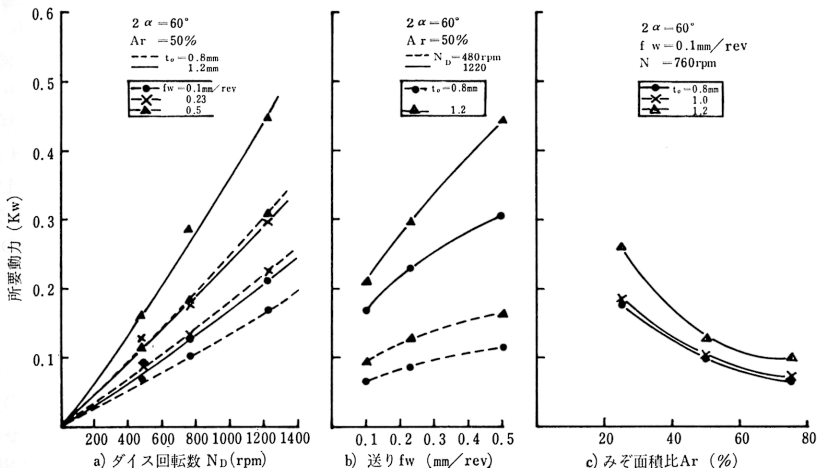 0.6
0.5
0.4
0.3
0.2
0.1
所要動力 (Kw)
2α=60°
Ar=50%
t₀=0.8mm
1.2mm
fw=0.1mm/rev
0.23
0.5
200 400 600 800 1000 1200 1400
a) ダイス回転数 N_D (rpm)
2α=60°
Ar=50%
N_D=480rpm
1220
t₀=0.8mm
1.2
0.1 0.2 0.3 0.4 0.5
b) 送り fw (mm/rev)
2α=60°
fw=0.1mm/rev
N=760rpm
t₀=0.8mm
1.0
1.2
20 40 60 80
c) みぞ面積比 Ar (%)